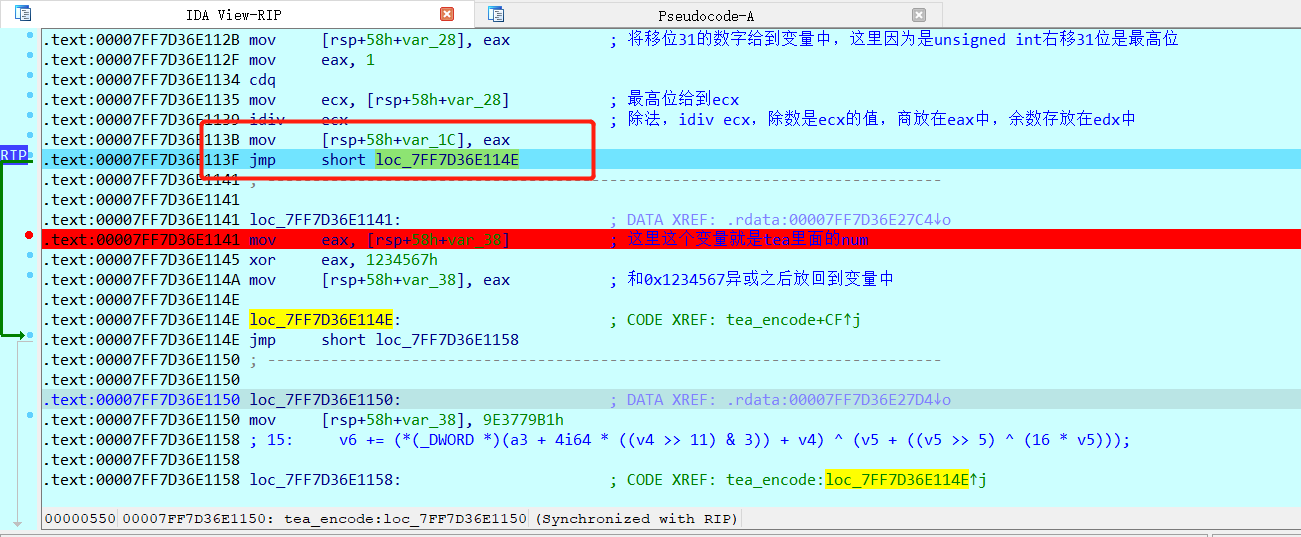 IDA View-RIP Pseudocode-A
.text:00007FF7D36E112B mov [rsp+58h+var_28], eax ; 将移位31的数字给到变量中，这里因为是unsigned int右移31位是最高位
.text:00007FF7D36E112F mov eax, 1
.text:00007FF7D36E1134 cdq
.text:00007FF7D36E1135 mov ecx, [rsp+58h+var_28] ; 最高位给到ecx
.text:00007FF7D36E1139 idiv ecx ; 除法，idiv ecx，除数是ecx的值，商放在eax中，余数存放在edx中
.text:00007FF7D36E113B mov [rsp+58h+var_1C], eax
RIP .text:00007FF7D36E113F jmp short loc_7FF7D36E114E
.text:00007FF7D36E1141 ; ---------------------------------------------------------------------------
.text:00007FF7D36E1141
.text:00007FF7D36E1141 loc_7FF7D36E1141: ; DATA XREF: .rdata:00007FF7D36E27C4↓o
.text:00007FF7D36E1141 mov eax, [rsp+58h+var_38] ; 这里这个变量就是tea里面的num
.text:00007FF7D36E1145 xor eax, 1234567h
.text:00007FF7D36E114A mov [rsp+58h+var_38], eax ; 和0x1234567异或之后放回到变量中
.text:00007FF7D36E114E
.text:00007FF7D36E114E loc_7FF7D36E114E: ; CODE XREF: tea_encode+CF↑j
.text:00007FF7D36E114E jmp short loc_7FF7D36E1158
.text:00007FF7D36E1150 ; ---------------------------------------------------------------------------
.text:00007FF7D36E1150
.text:00007FF7D36E1150 loc_7FF7D36E1150: ; DATA XREF: .rdata:00007FF7D36E27D4↓o
.text:00007FF7D36E1150 mov [rsp+58h+var_38], 9E3779B1h
.text:00007FF7D36E1158 ; 15: v6 += (*(_DWORD *)(a3 + 4i64 * ((v4 >> 11) & 3)) + v4) ^ (v5 + ((v5 >> 5) ^ (16 * v5)));
.text:00007FF7D36E1158
.text:00007FF7D36E1158 loc_7FF7D36E1158: ; CODE XREF: tea_encode:loc_7FF7D36E114E↑j
00000550 00007FF7D36E1150: tea_encode:loc_7FF7D36E1150 (Synchronized with RIP)